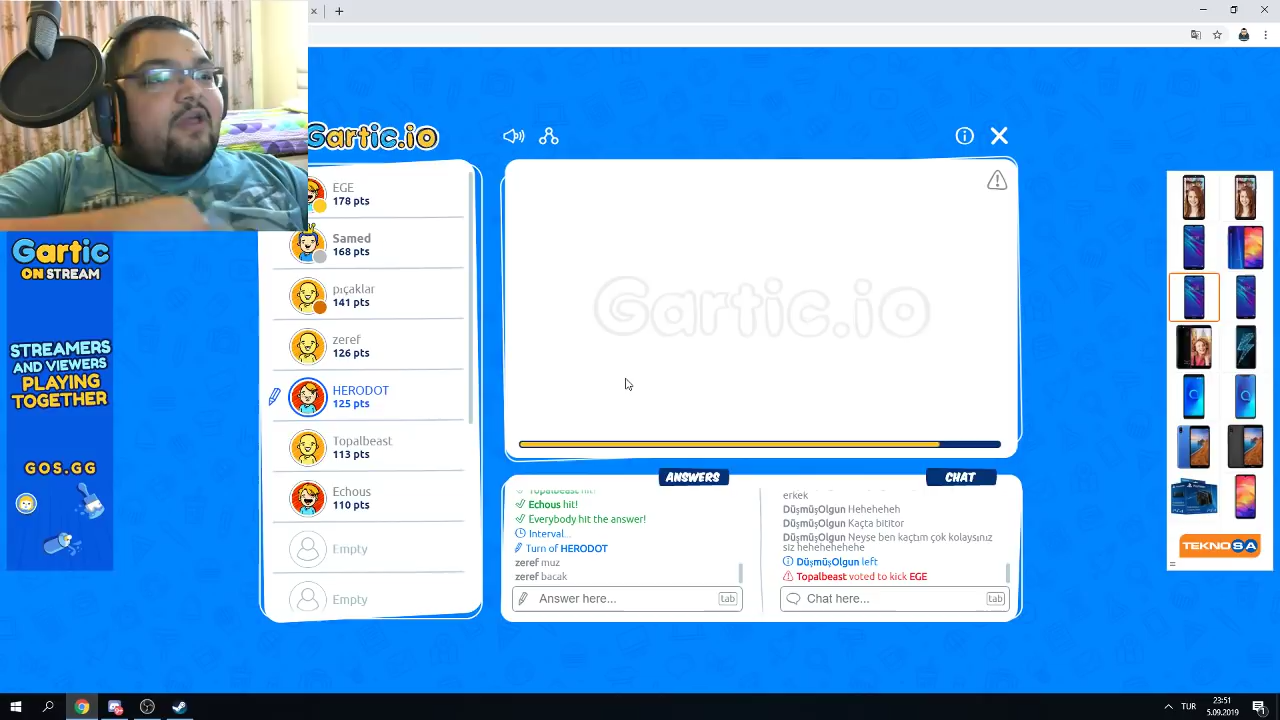 Gartic.io
EGE
178 pts
Samed
168 pts
pıçaklar
141 pts
zeref
126 pts
HERODOT
125 pts
Topalbeast
113 pts
Echous
110 pts
Empty
Empty
Gartic
ON STREAM
STREAMERS
AND VIEWERS
PLAYING
TOGETHER
GOS.GG
Gartic.io
ANSWERS
Topalbeast hit!
Echous hit!
Everybody hit the answer!
Interval...
Turn of HERODOT
zeref muz
zeref bacak
Answer here...
tab
CHAT
erkek
DüşmüşOlgun Heheheheh
DüşmüşOlgun Kaçta bititor
DüşmüşOlgun Neyse ben kaçtım çok kolaysınız
siz hehehehehehe
DüşmüşOlgun left
Topalbeast voted to kick EGE
Chat here...
tab
TEKNOSA
TUR
23:51
5.09.2019